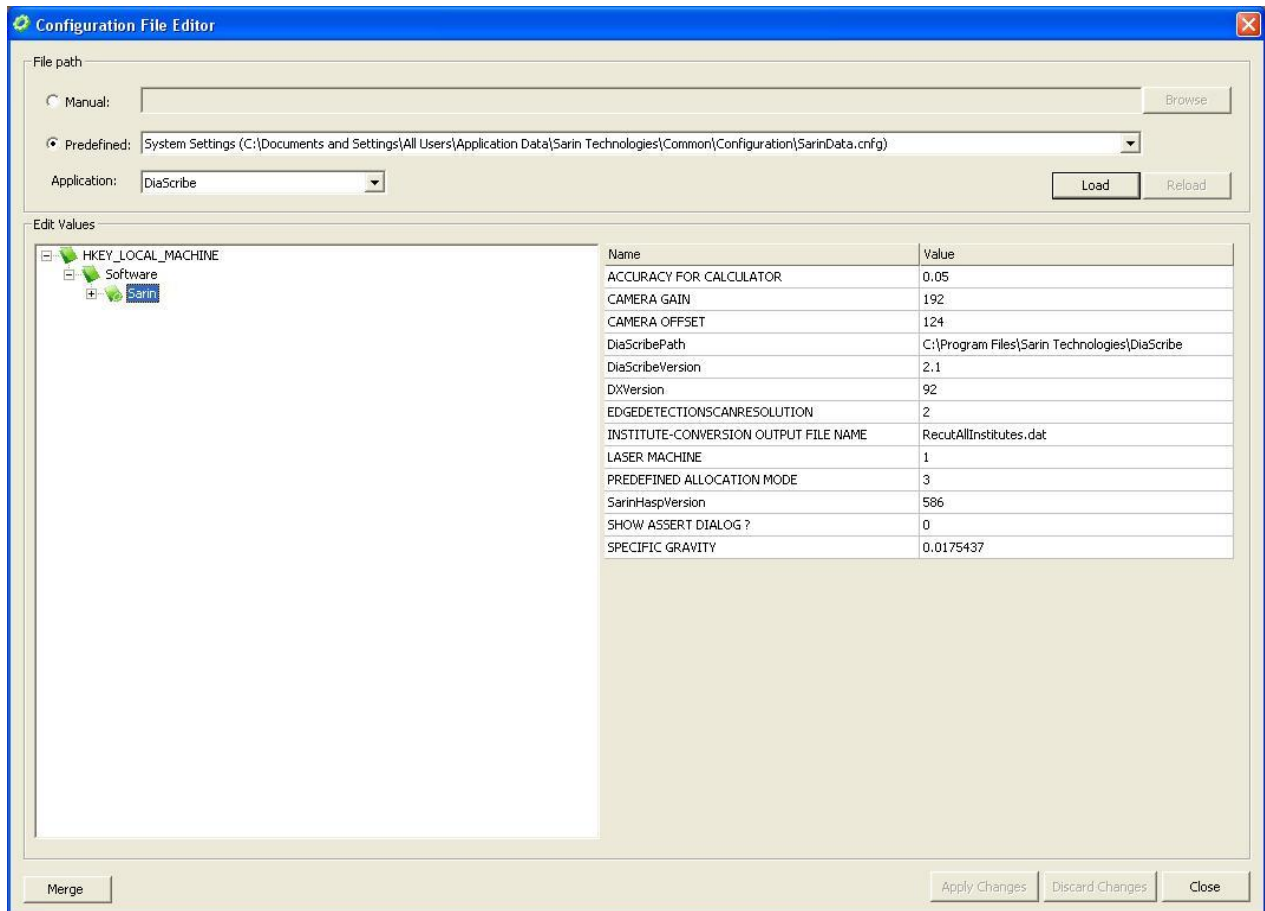 Configuration File Editor
File path
Manual:
Browse
Predefined: System Settings (C:\Documents and Settings\All Users\Application Data\Sarin Technologies\Common\Configuration\SarinData.cnfg)
Application: DiaScribe
Load Reload
Edit Values
HKEY_LOCAL_MACHINE
Software
Sarin
Name Value
ACCURACY FOR CALCULATOR 0.05
CAMERA GAIN 192
CAMERA OFFSET 124
DiaScribePath C:\Program Files\Sarin Technologies\DiaScribe
DiaScribeVersion 2.1
DXVersion 92
EDGEDETECTIONSCANRESOLUTION 2
INSTITUTE-CONVERSION OUTPUT FILE NAME RecutAllInstitutes.dat
LASER MACHINE 1
PREDEFINED ALLOCATION MODE 3
SarinHaspVersion 586
SHOW ASSERT DIALOG ? 0
SPECIFIC GRAVITY 0.0175437
Merge Apply Changes Discard Changes Close